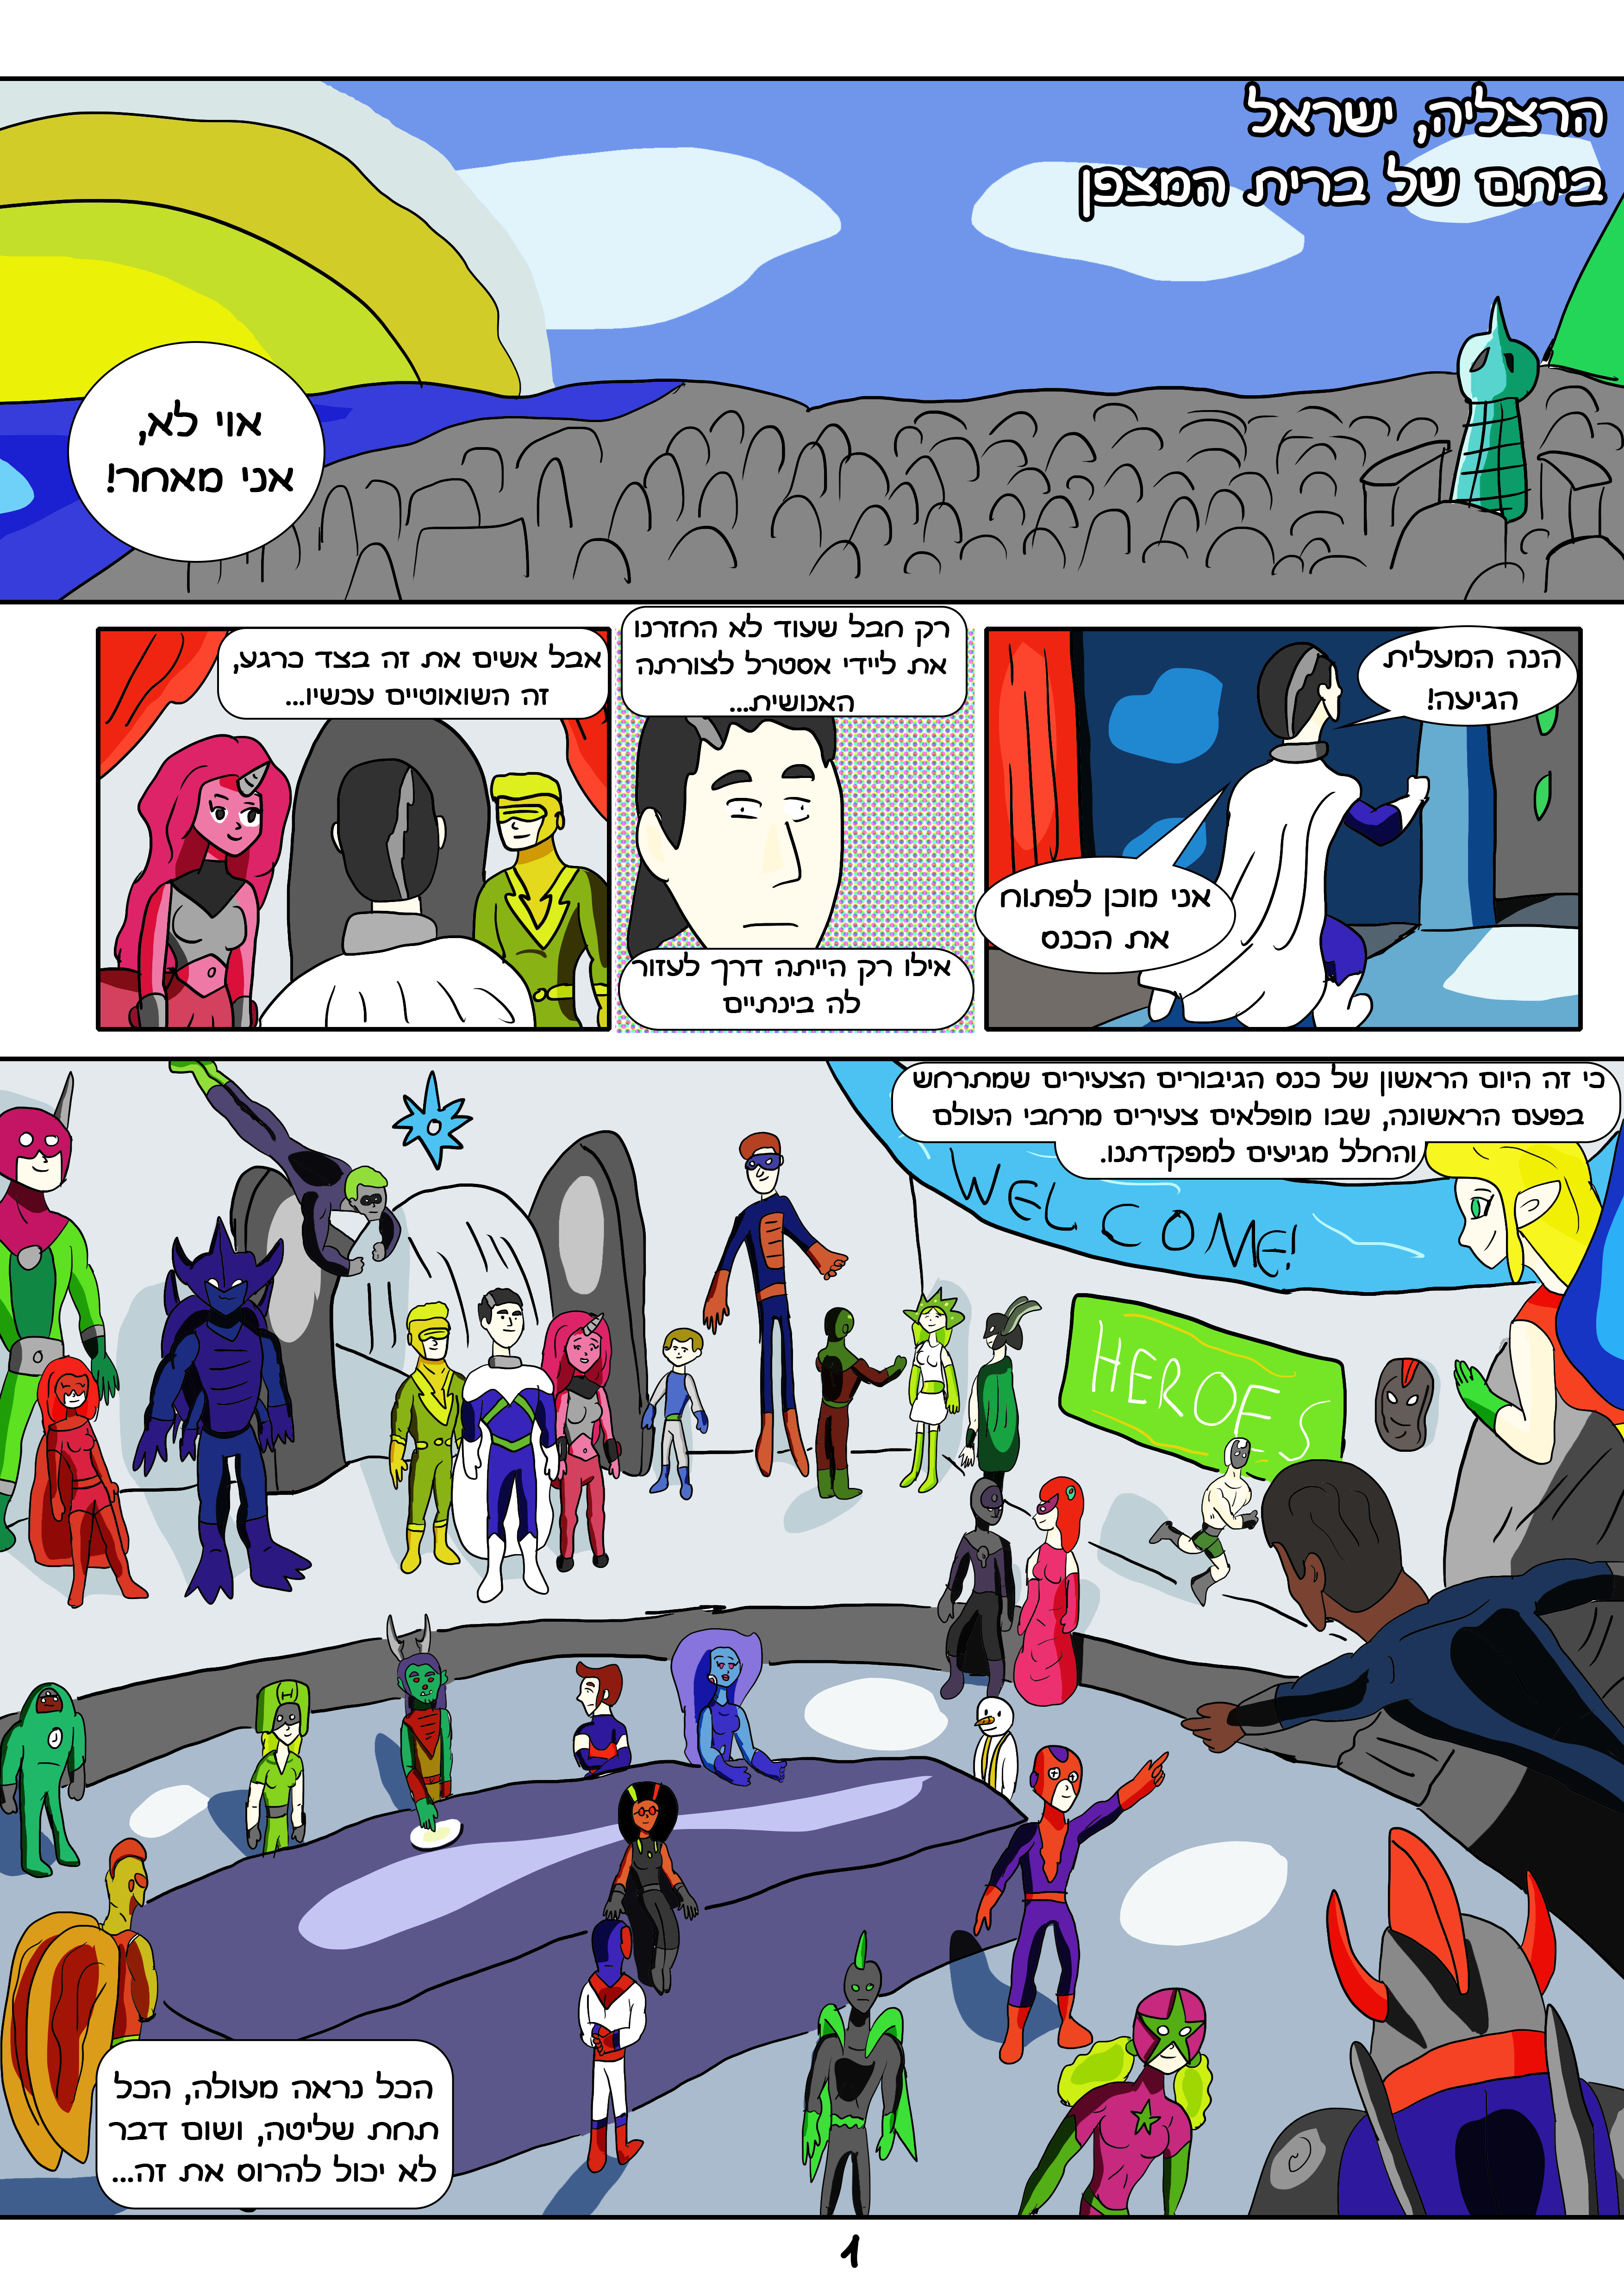 הרצליה, ישראל
ביתם של ברית המצפן
אוי לא,
אני מאחר!
הנה המעלית
הגיעה!
אני מוכן לפתוח
את הכנס
רק חבל שעוד לא החזרנו
את ליידי אסטרל לצורתה
האנושית...
אילו רק הייתה דרך לעזור
לה בינתיים
אבל אשים את זה בצד כרגע,
זה השואוטיים עכשיו...
כי זה היום הראשון של כנס הגיבורים הצעירים שמתרחש
בפעם הראשונה, שבו מופלאים צעירים מרחבי העולם
והחלל מגיעים למפקדתנו.
WELCOME!
HEROES
הכל נראה מעולה, הכל
תחת שליטה, ושום דבר
לא יכול להרוס את זה...
1